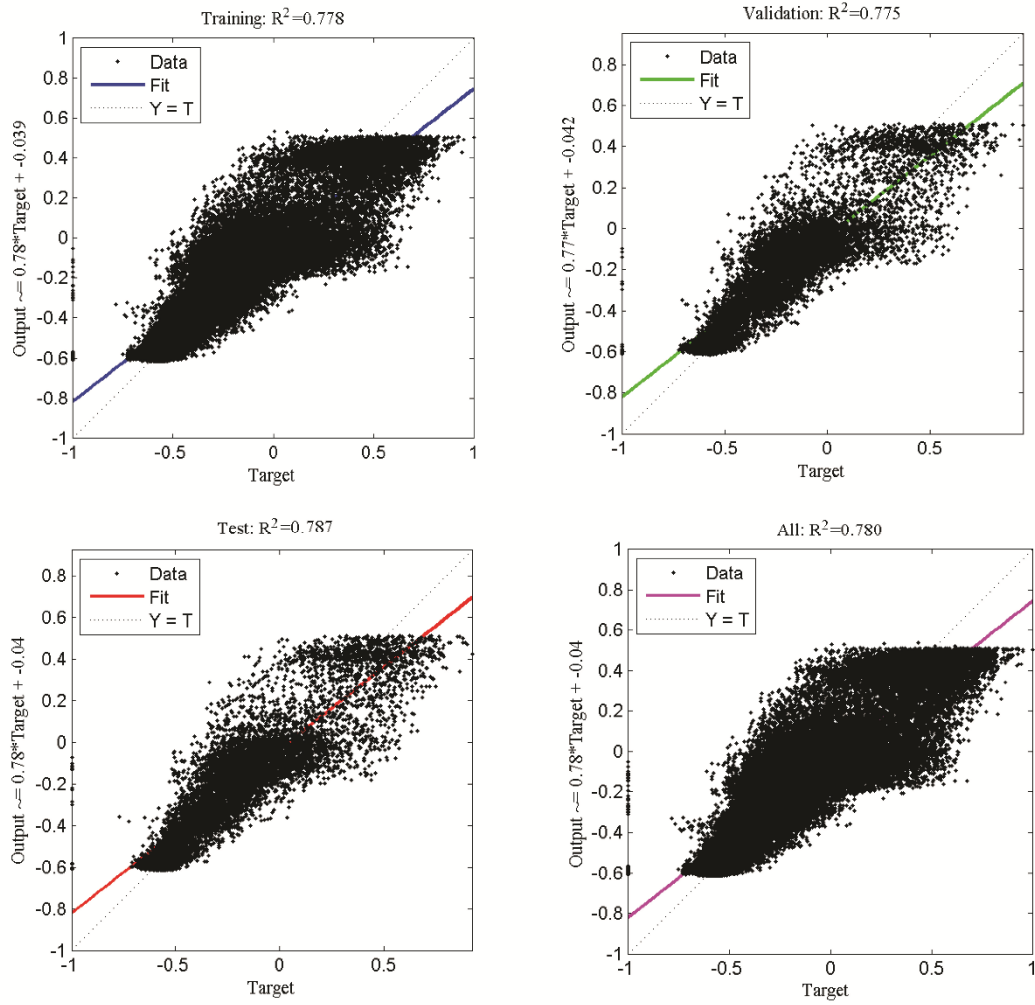 Training: R²=0.778
1
0.8
0.6
0.4
0.2
0
-0.2
-0.4
-0.6
-0.8
-1
Data
Fit
Y = T
Output ~= 0.78*Target + -0.039
-1
-0.5
0
0.5
1
Target
Validation: R²=0.775
0.8
0.6
0.4
0.2
0
-0.2
-0.4
-0.6
-0.8
-1
Data
Fit
Y = T
Output ~= 0.77*Target + -0.042
-1
-0.5
0
0.5
Target
Test: R²=0.787
0.8
0.6
0.4
0.2
0
-0.2
-0.4
-0.6
-0.8
-1
Data
Fit
Y = T
Output ~= 0.78*Target + -0.04
-1
-0.5
0
0.5
Target
All: R²=0.780
1
0.8
0.6
0.4
0.2
0
-0.2
-0.4
-0.6
-0.8
-1
Data
Fit
Y = T
Output ~= 0.78*Target + -0.04
-1
-0.5
0
0.5
1
Target